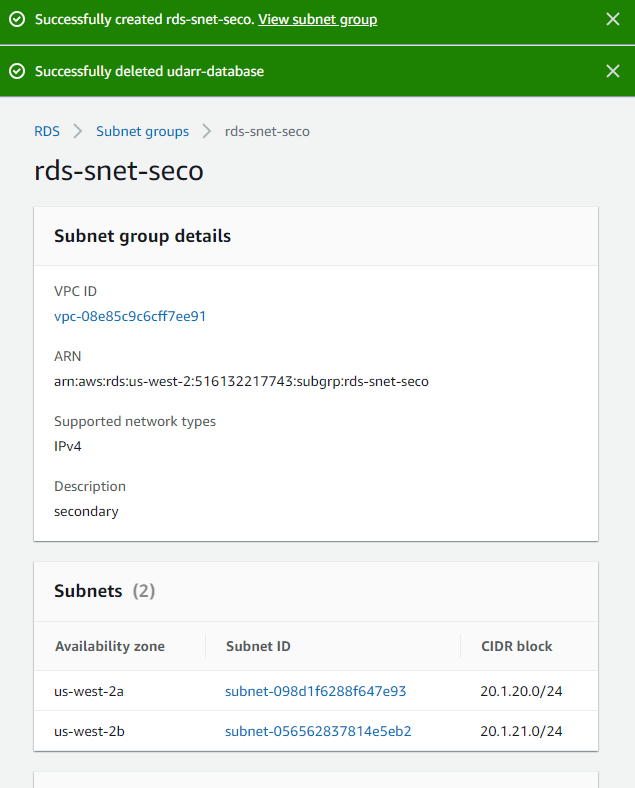 Successfully created rds-snet-seco. View subnet group
Successfully deleted udarr-database
RDS > Subnet groups > rds-snet-seco
rds-snet-seco
Subnet group details
VPC ID
vpc-08e85c9c6cff7ee91
ARN
arn:aws:rds:us-west-2:516132217743:subgrp:rds-snet-seco
Supported network types
IPv4
Description
secondary
Subnets (2)
Availability zone Subnet ID CIDR block
us-west-2a subnet-098d1f6288f647e93 20.1.20.0/24
us-west-2b subnet-056562837814e5eb2 20.1.21.0/24